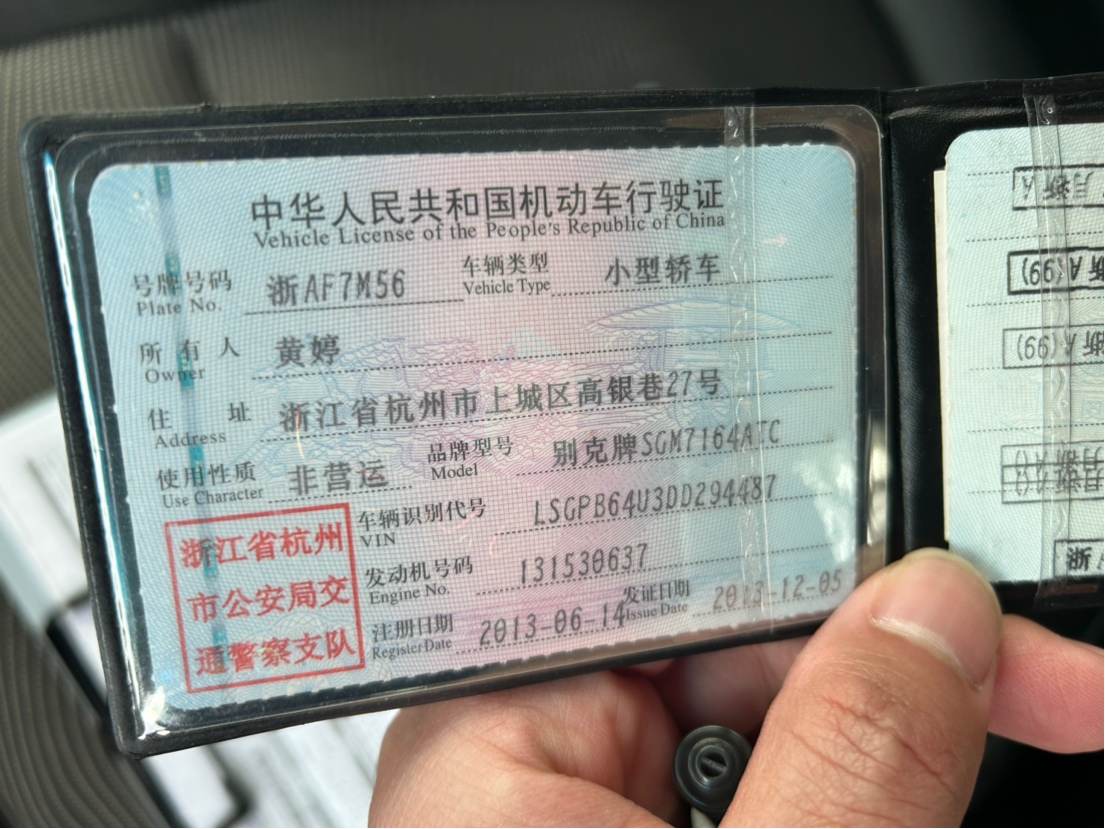 中华人民共和国机动车行驶证
Vehicle License of the People's Republic of China
号牌号码 浙AF7M56 车辆类型 小型轿车
Plate No. Vehicle Type
所有人 黄婷
Owner
住址 浙江省杭州市上城区高银巷27号
Address
使用性质 非营运 品牌型号 别克牌SGM7164ATC
Use Character Model
车辆识别代号 LSGPB64U3DD294487
VIN
发动机号码 131530637
Engine No.
注册日期 2013-06-14 发证日期 2013-12-05
Register Date Issue Date
浙江省杭州
市公安局交
通警察支队